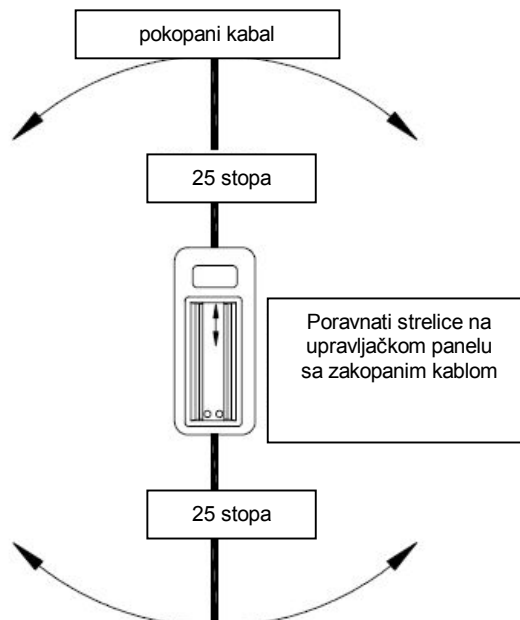 pokopani kabal
25 stopa
Poravnati strelice na
upravljačkom panelu
sa zakopanim kablom
25 stopa